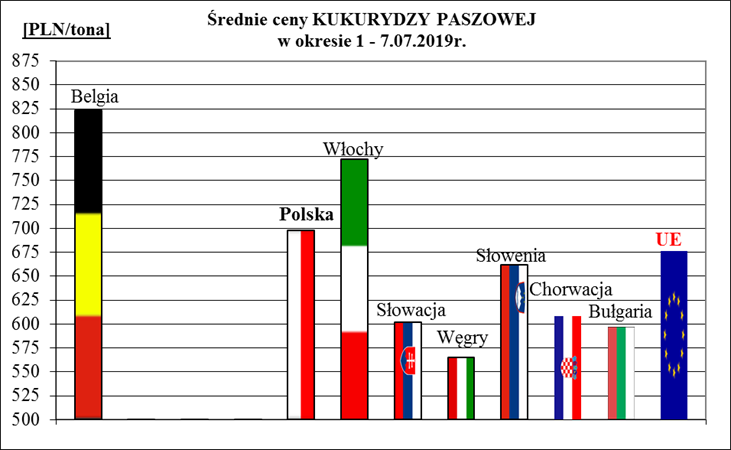 Średnie ceny KUKURYDZY PASZOWEJ
w okresie 1 - 7.07.2019r.
[PLN/tona]
875
850
825
800
775
750
725
700
675
650
625
600
575
550
525
500
Belgia
Polska
Włochy
Słowacja
Węgry
Słowenia
Chorwacja
Bułgaria
UE